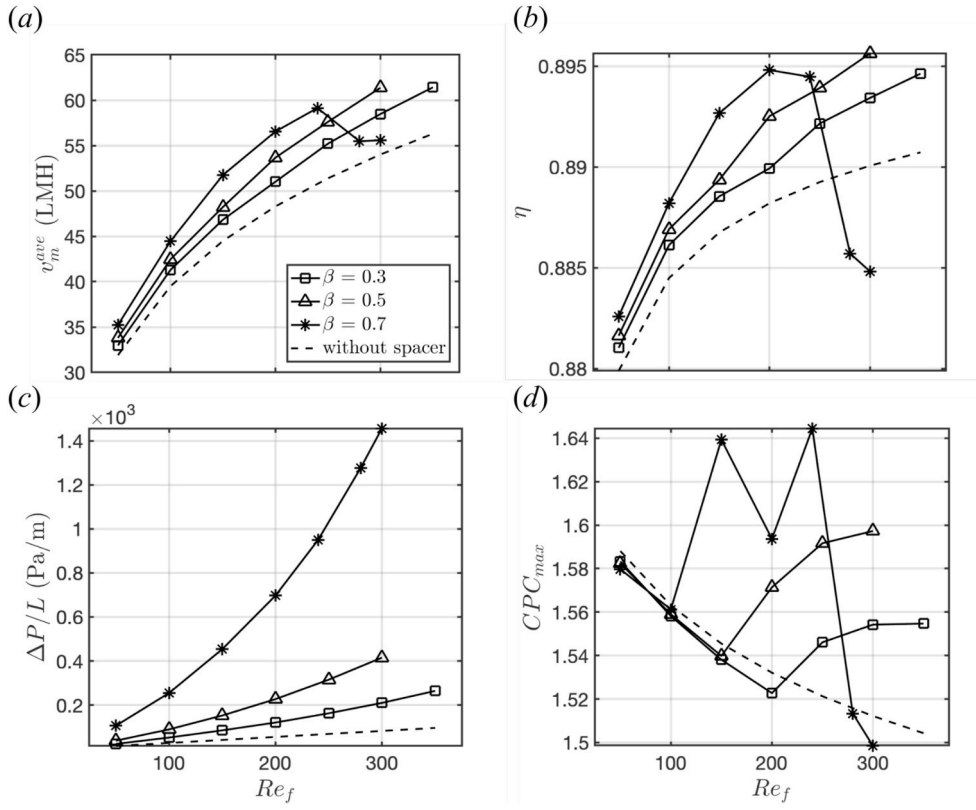 (a)
65
60
55
50
45
40
35
30
v_m^{ave} (LMH)
β = 0.3
β = 0.5
β = 0.7
without spacer
(b)
0.895
0.89
0.885
0.88
η
(c)
×10³
1.4
1.2
1
0.8
0.6
0.4
0.2
ΔP/L (Pa/m)
100
200
300
Re_f
(d)
1.64
1.62
1.6
1.58
1.56
1.54
1.52
1.5
CPC_{max}
100
200
300
Re_f